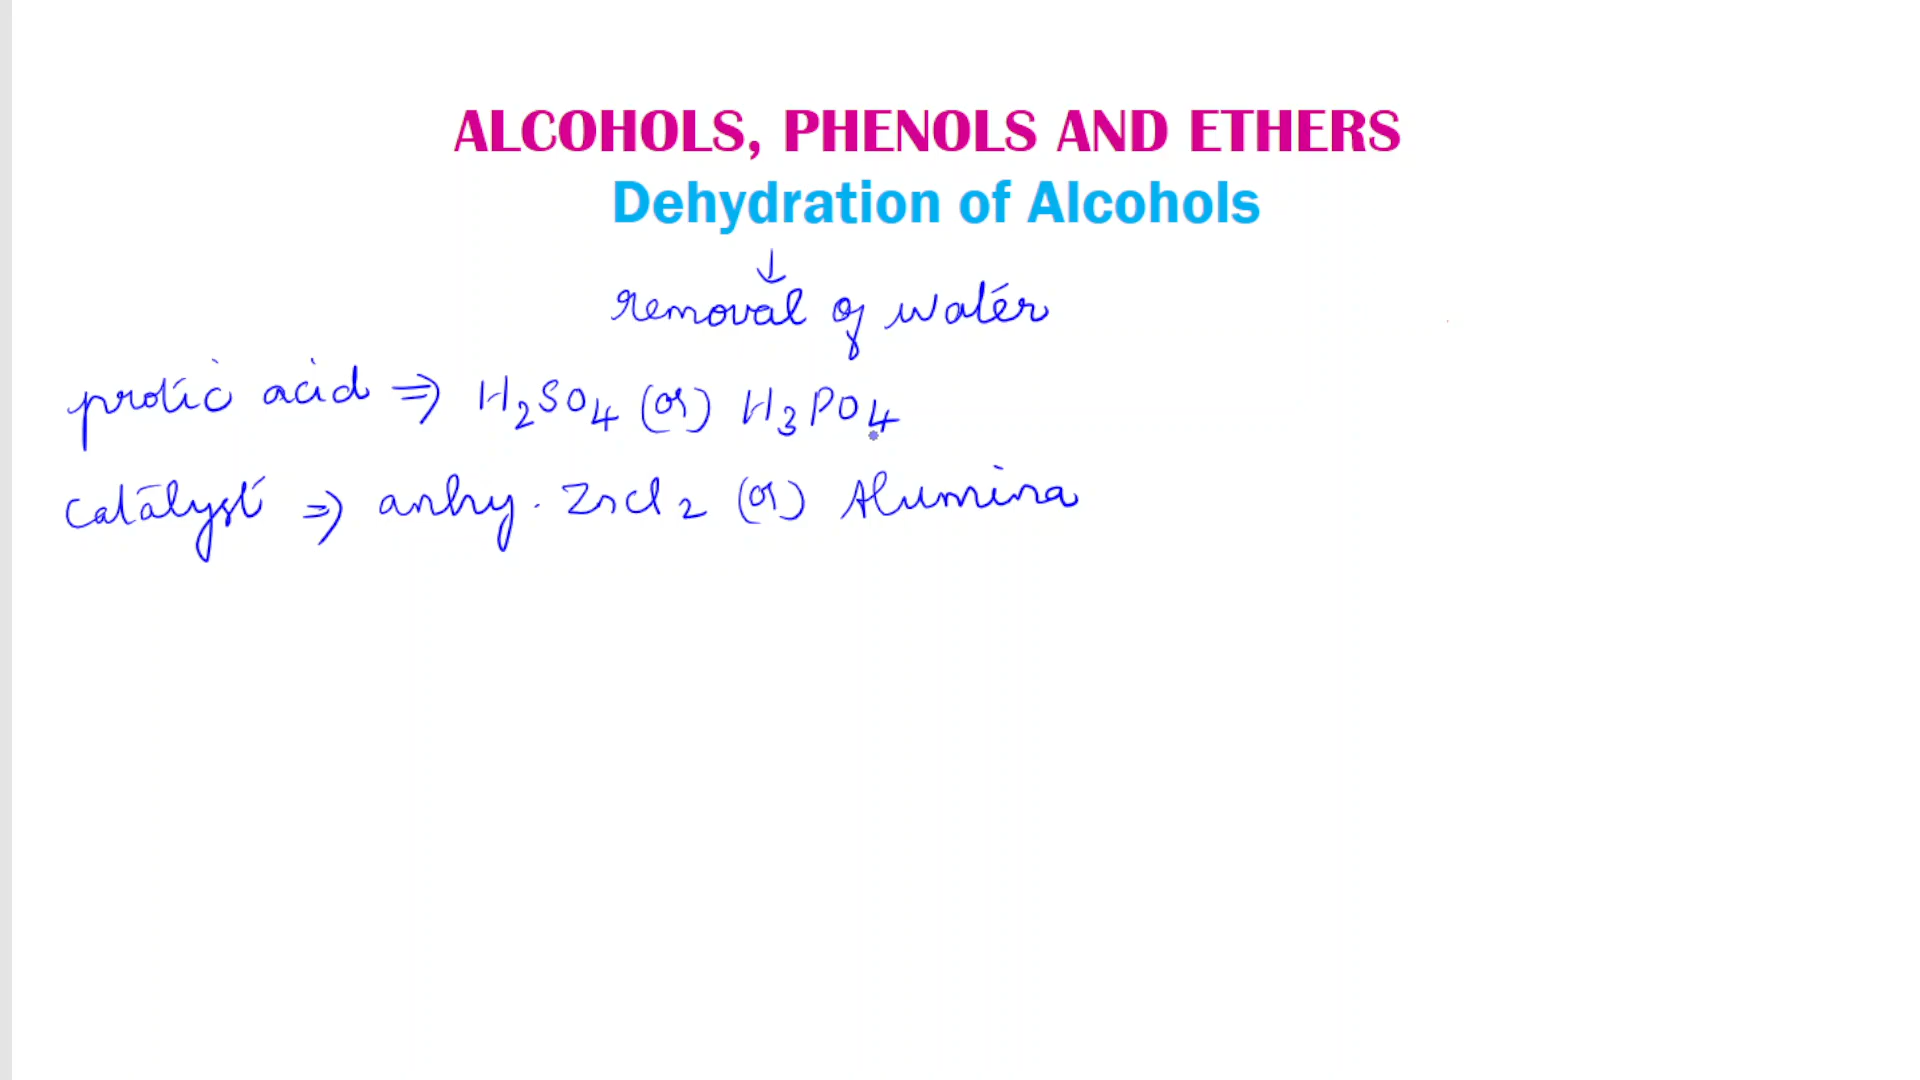 ALCOHOLS, PHENOLS AND ETHERS
Dehydration of Alcohols
↓
removal of water
protic acid ⇒ H₂SO₄ (or) H₃PO₄
catalyst ⇒ anhy. ZnCl₂ (or) Alumina